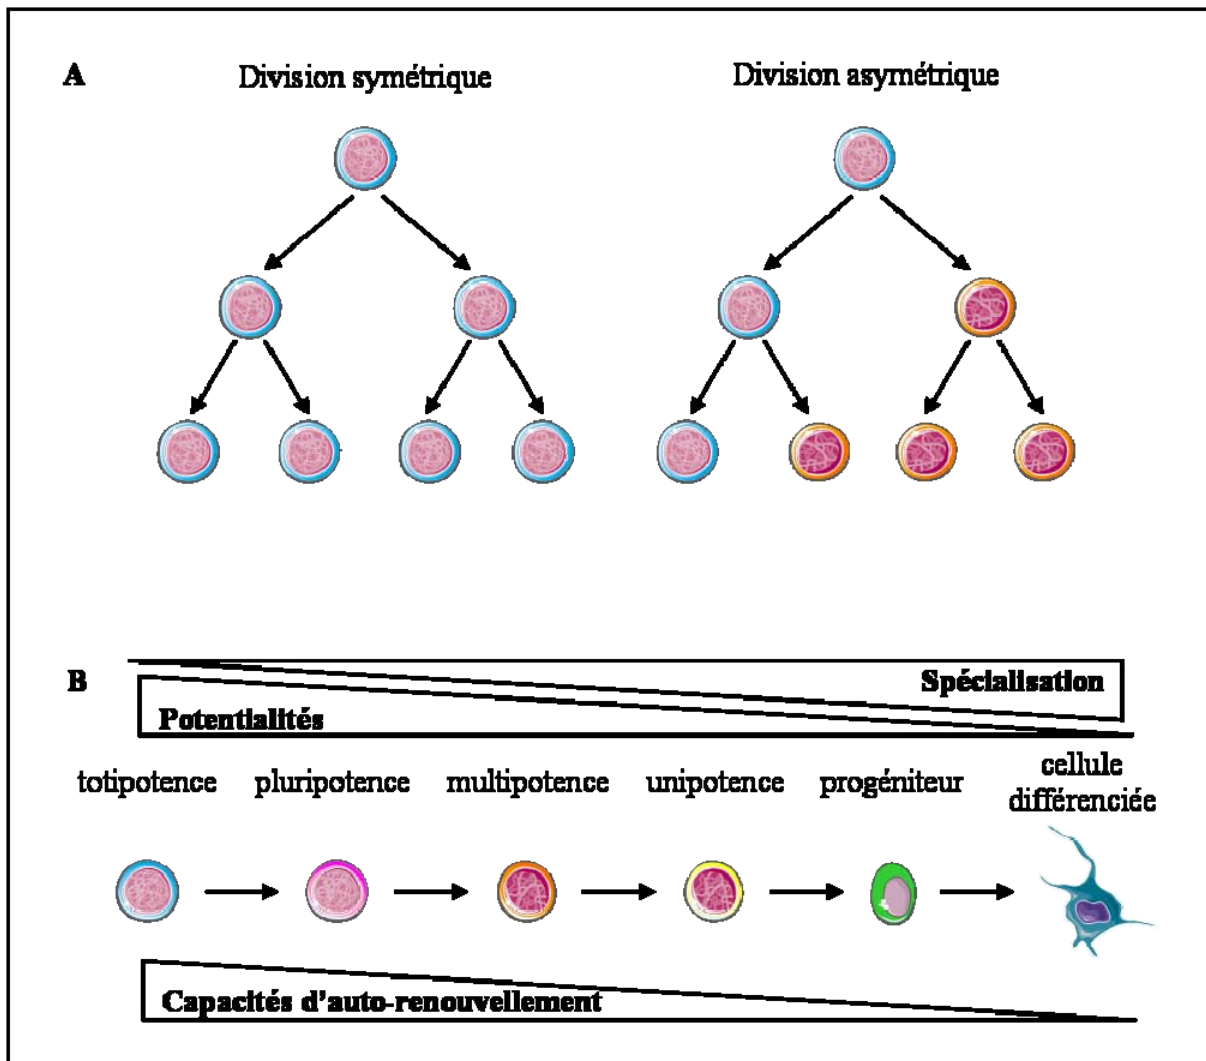 A
Division symétrique
Division asymétrique
B
Spécialisation
Potentialités
totipotence
pluripotence
multipotence
unipotence
progéniteur
cellule
différenciée
Capacités d'auto-renouvellement